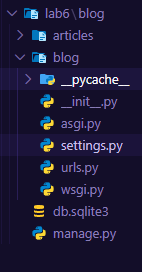 lab6\blog
articles
blog
__pycache__
__init__.py
asgi.py
settings.py
urls.py
wsgi.py
db.sqlite3
manage.py